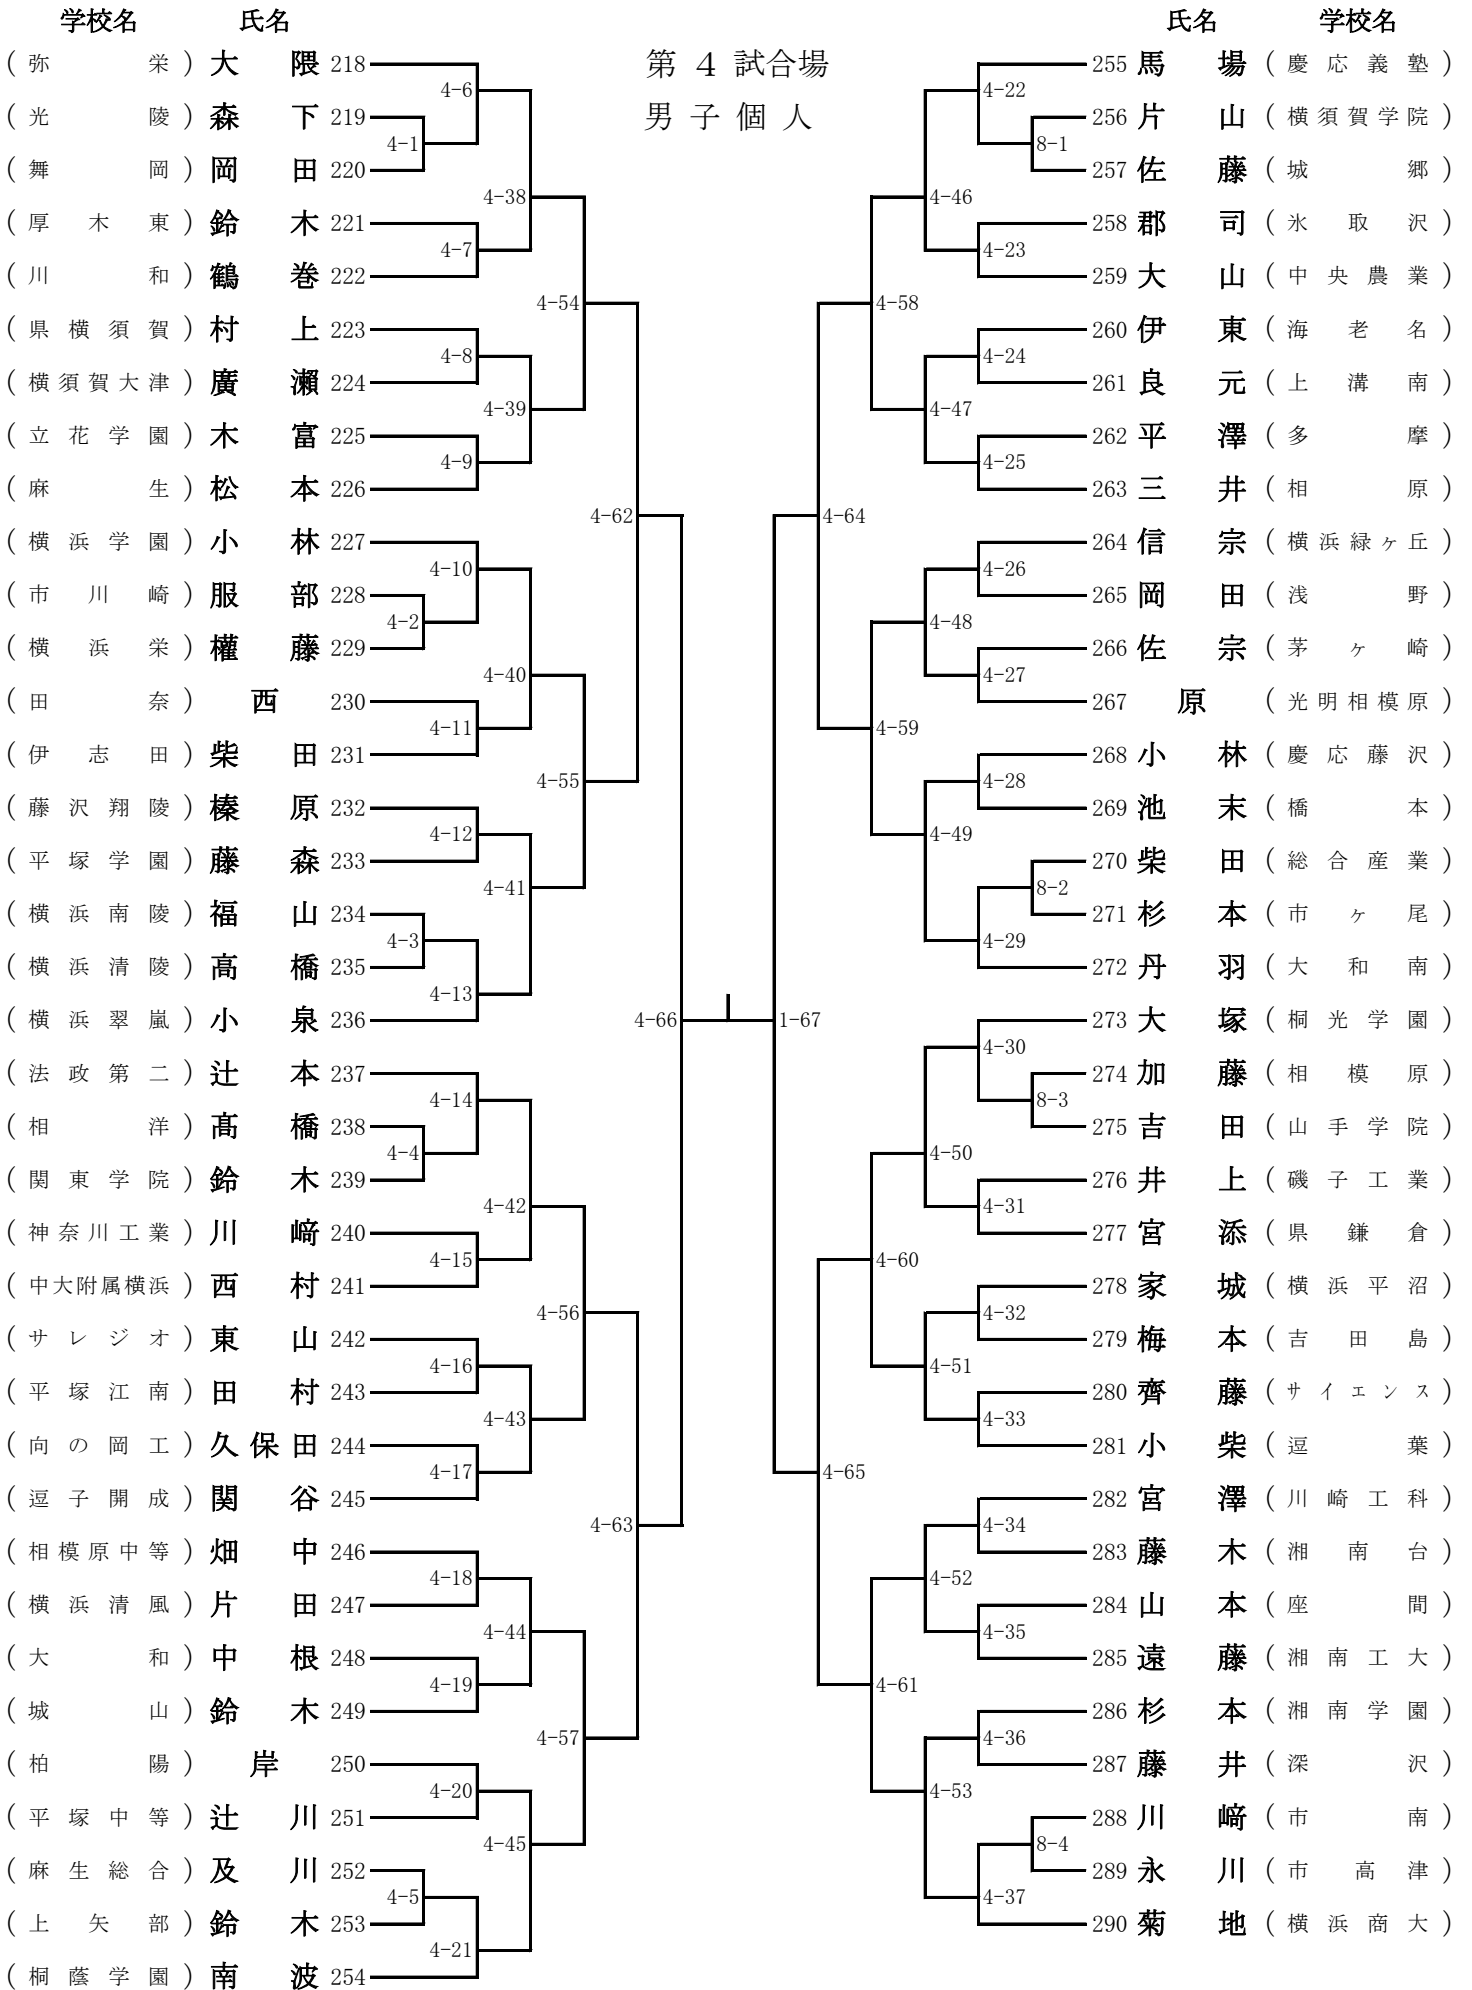 学校名 氏名 氏名 学校名
第 4 試合場
男 子 個 人
(弥栄) 大隈 218
(光陵) 森下 219
(舞岡) 岡田 220
(厚木東) 鈴木 221
(川和) 鶴巻 222
(県横須賀) 村上 223
(横須賀大津) 廣瀬 224
(立花学園) 木富 225
(麻生) 松本 226
(横浜学園) 小林 227
(市川崎) 服部 228
(横浜栄) 權藤 229
(田奈) 西 230
(伊志田) 柴田 231
(藤沢翔陵) 榛原 232
(平塚学園) 藤森 233
(横浜南陵) 福山 234
(横浜清陵) 高橋 235
(横浜翠嵐) 小泉 236
(法政第二) 辻本 237
(相洋) 髙橋 238
(関東学院) 鈴木 239
(神奈川工業) 川﨑 240
(中大附属横浜) 西村 241
(サレジオ) 東山 242
(平塚江南) 田村 243
(向の岡工) 久保田 244
(逗子開成) 関谷 245
(相模原中等) 畑中 246
(横浜清風) 片田 247
(大和) 中根 248
(城山) 鈴木 249
(柏陽) 岸 250
(平塚中等) 辻川 251
(麻生総合) 及川 252
(上矢部) 鈴木 253
(桐蔭学園) 南波 254
4-1
4-2
4-3
4-4
4-5
4-6
4-7
4-8
4-9
4-10
4-11
4-12
4-13
4-14
4-15
4-16
4-17
4-18
4-19
4-20
4-21
4-38
4-39
4-40
4-41
4-42
4-43
4-44
4-45
4-54
4-55
4-56
4-57
4-62
4-63
4-66
1-67
4-64
4-65
4-58
4-59
4-60
4-61
4-46
4-47
4-48
4-49
4-50
4-51
4-52
4-53
4-22
4-23
4-24
4-25
4-26
4-27
4-28
4-29
4-30
4-31
4-32
4-33
4-34
4-35
4-36
4-37
8-1
8-2
8-3
8-4
255 馬場 (慶応義塾)
256 片山 (横須賀学院)
257 佐藤 (城郷)
258 郡司 (氷取沢)
259 大山 (中央農業)
260 伊東 (海老名)
261 良元 (上溝南)
262 平澤 (多摩)
263 三井 (相原)
264 信宗 (横浜緑ヶ丘)
265 岡田 (浅野)
266 佐宗 (茅ヶ崎)
267 原 (光明相模原)
268 小林 (慶応藤沢)
269 池末 (橋本)
270 柴田 (総合産業)
271 杉本 (市ヶ尾)
272 丹羽 (大和南)
273 大塚 (桐光学園)
274 加藤 (相模原)
275 吉田 (山手学院)
276 井上 (磯子工業)
277 宮添 (県鎌倉)
278 家城 (横浜平沼)
279 梅本 (吉田島)
280 齊藤 (サイエンス)
281 小柴 (逗葉)
282 宮澤 (川崎工科)
283 藤木 (湘南台)
284 山本 (座間)
285 遠藤 (湘南工大)
286 杉本 (湘南学園)
287 藤井 (深沢)
288 川﨑 (市南)
289 永川 (市高津)
290 菊地 (横浜商大)